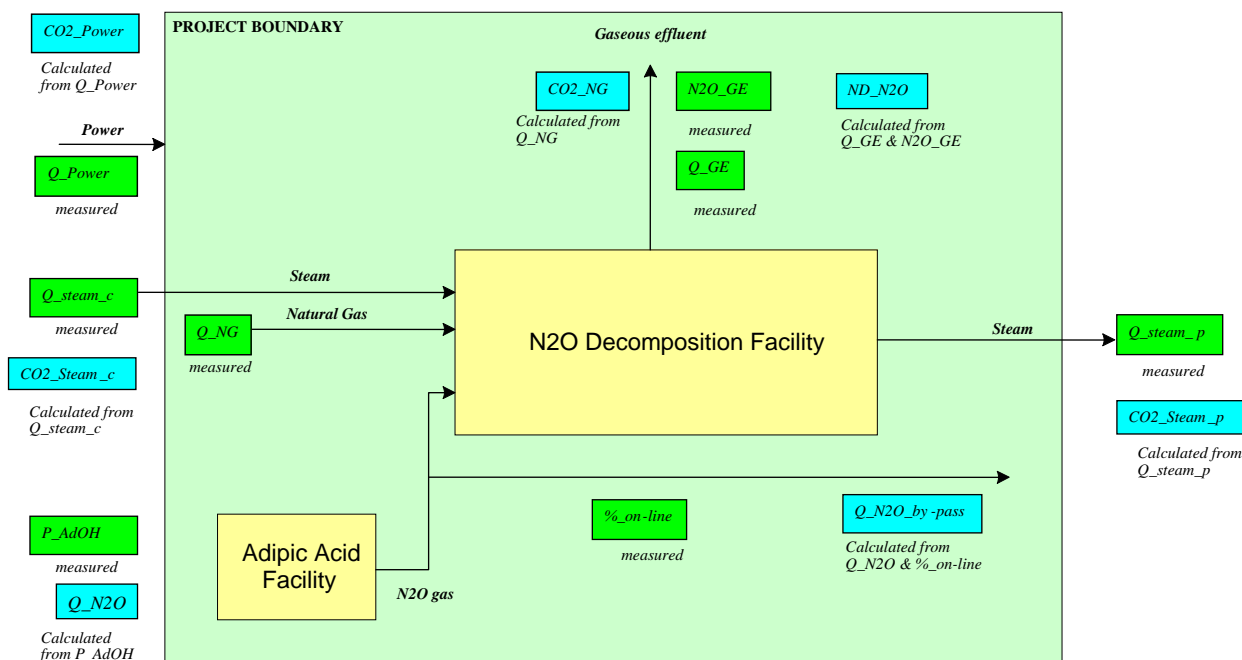 CO2_Power
Calculated
from Q_Power
Power
Q_Power
measured
Q_steam_c
measured
CO2_Steam_c
Calculated from
Q_steam_c
P_AdOH
measured
Q_N2O
Calculated
from P_AdOH
PROJECT BOUNDARY
Gaseous effluent
CO2_NG
Calculated from
Q_NG
N2O_GE
measured
Q_GE
measured
ND_N2O
Calculated from
Q_GE & N2O_GE
Steam
Natural Gas
Q_NG
measured
N2O Decomposition Facility
Adipic Acid
Facility
N2O gas
%_on-line
measured
Q_N2O_by-pass
Calculated from
Q_N2O & %_on-line
Steam
Q_steam_p
measured
CO2_Steam_p
Calculated from
Q_steam_p